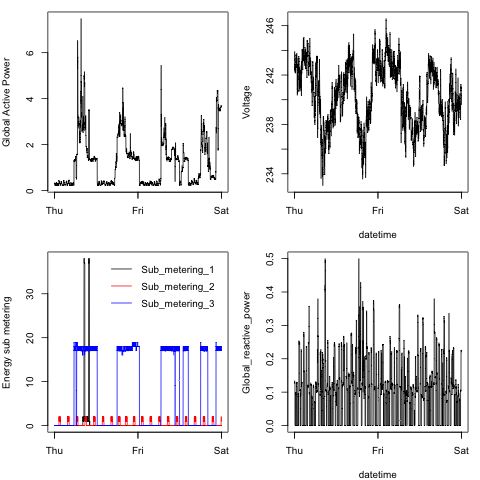 Global Active Power
6
4
2
0
Thu
Fri
Sat
Voltage
246
242
238
234
Thu
Fri
Sat
datetime
Energy sub metering
30
20
10
0
Sub_metering_1
Sub_metering_2
Sub_metering_3
Thu
Fri
Sat
Global_reactive_power
0.5
0.4
0.3
0.2
0.1
0.0
Thu
Fri
Sat
datetime